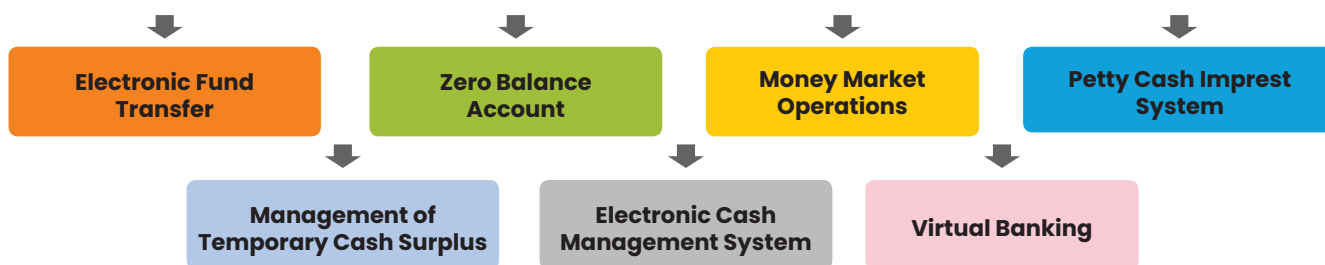 Electronic Fund
Transfer
Zero Balance
Account
Money Market
Operations
Petty Cash Imprest
System
Management of
Temporary Cash Surplus
Electronic Cash
Management System
Virtual Banking